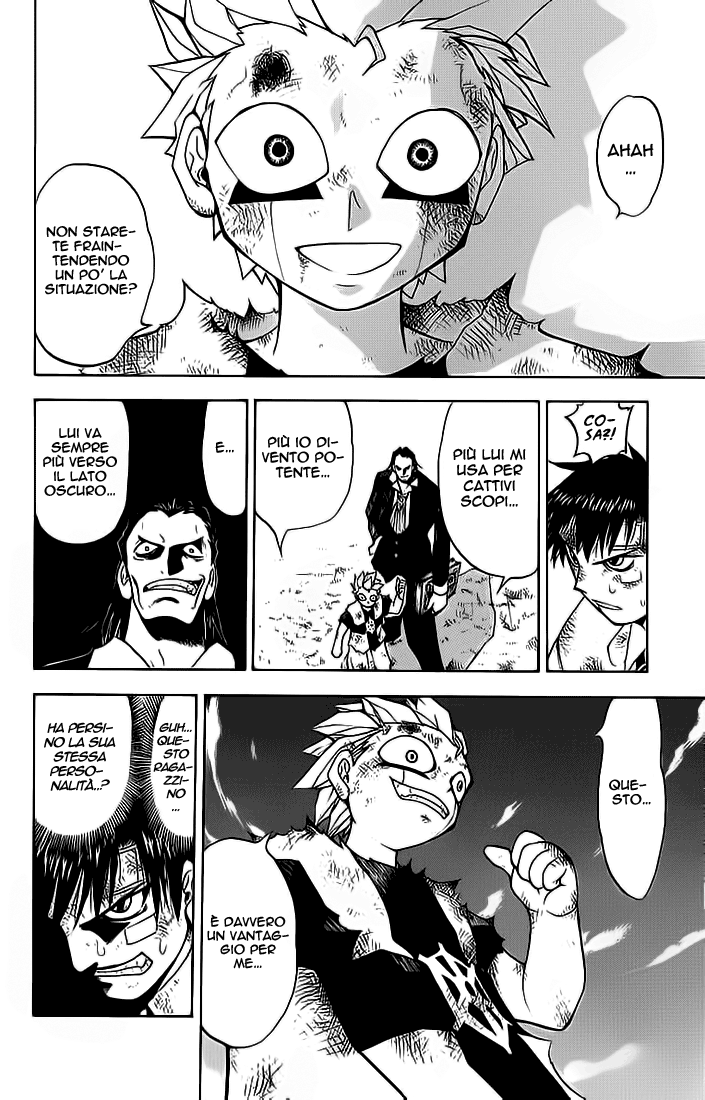 AHAH
...
NON STARE-
TE FRAIN-
TENDENDO
UN PO' LA
SITUAZIONE?
CO-
SA?!
PIÙ LUI MI
USA PER
CATTIVI
SCOPI...
PIÙ IO DI-
VENTO PO-
TENTE...
E...
LUI VA
SEMPRE
PIÙ VERSO
IL LATO
OSCURO...
QUE-
STO...
È DAVVERO
UN VANTAG-
GIO PER
ME...
GUH...
QUE-
STO
RAGA-
ZZI-
NO
...
HA PERSI-
NO LA SUA
STESSA
PERSO-
NALITÀ..?